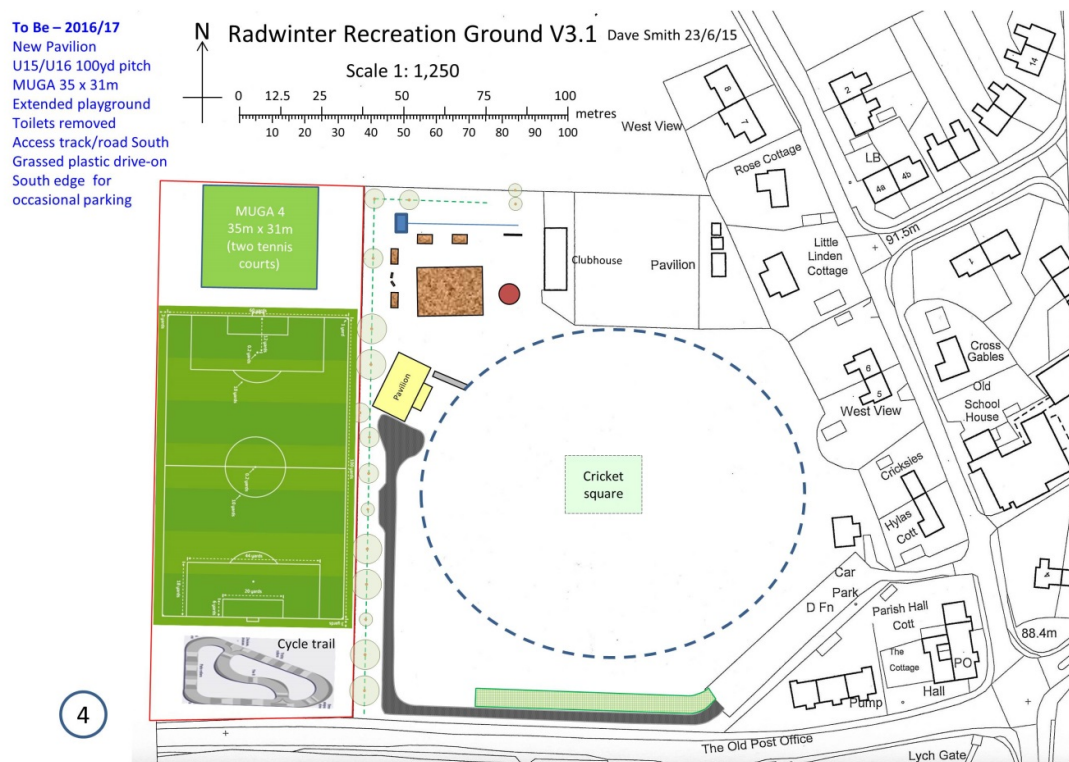 To Be – 2016/17
New Pavilion
U15/U16 100yd pitch
MUGA 35 x 31m
Extended playground
Toilets removed
Access track/road South
Grassed plastic drive-on
South edge for
occasional parking
N
Radwinter Recreation Ground V3.1 Dave Smith 23/6/15
Scale 1: 1,250
0 12.5 25 50 75 100
metres
10 20 30 40 50 60 70 80 90 100
West View
8
7
Rose Cottage
2
LB
4a
4b
14
91.5m
1
MUGA 4
35m x 31m
(two tennis
courts)
Clubhouse
Pavilion
Little
Linden
Cottage
Cross
Gables
Old
School
House
6
5
West View
Pavilion
Cricket
square
Cricksies
Hylas
Cott
44 yards
20 yards
18 yards
Car
Park
D Fn
Parish Hall
Cott
The
Cottage
PO
Hall
Pump
88.4m
Cycle trail
4
The Old Post Office
Lych Gate